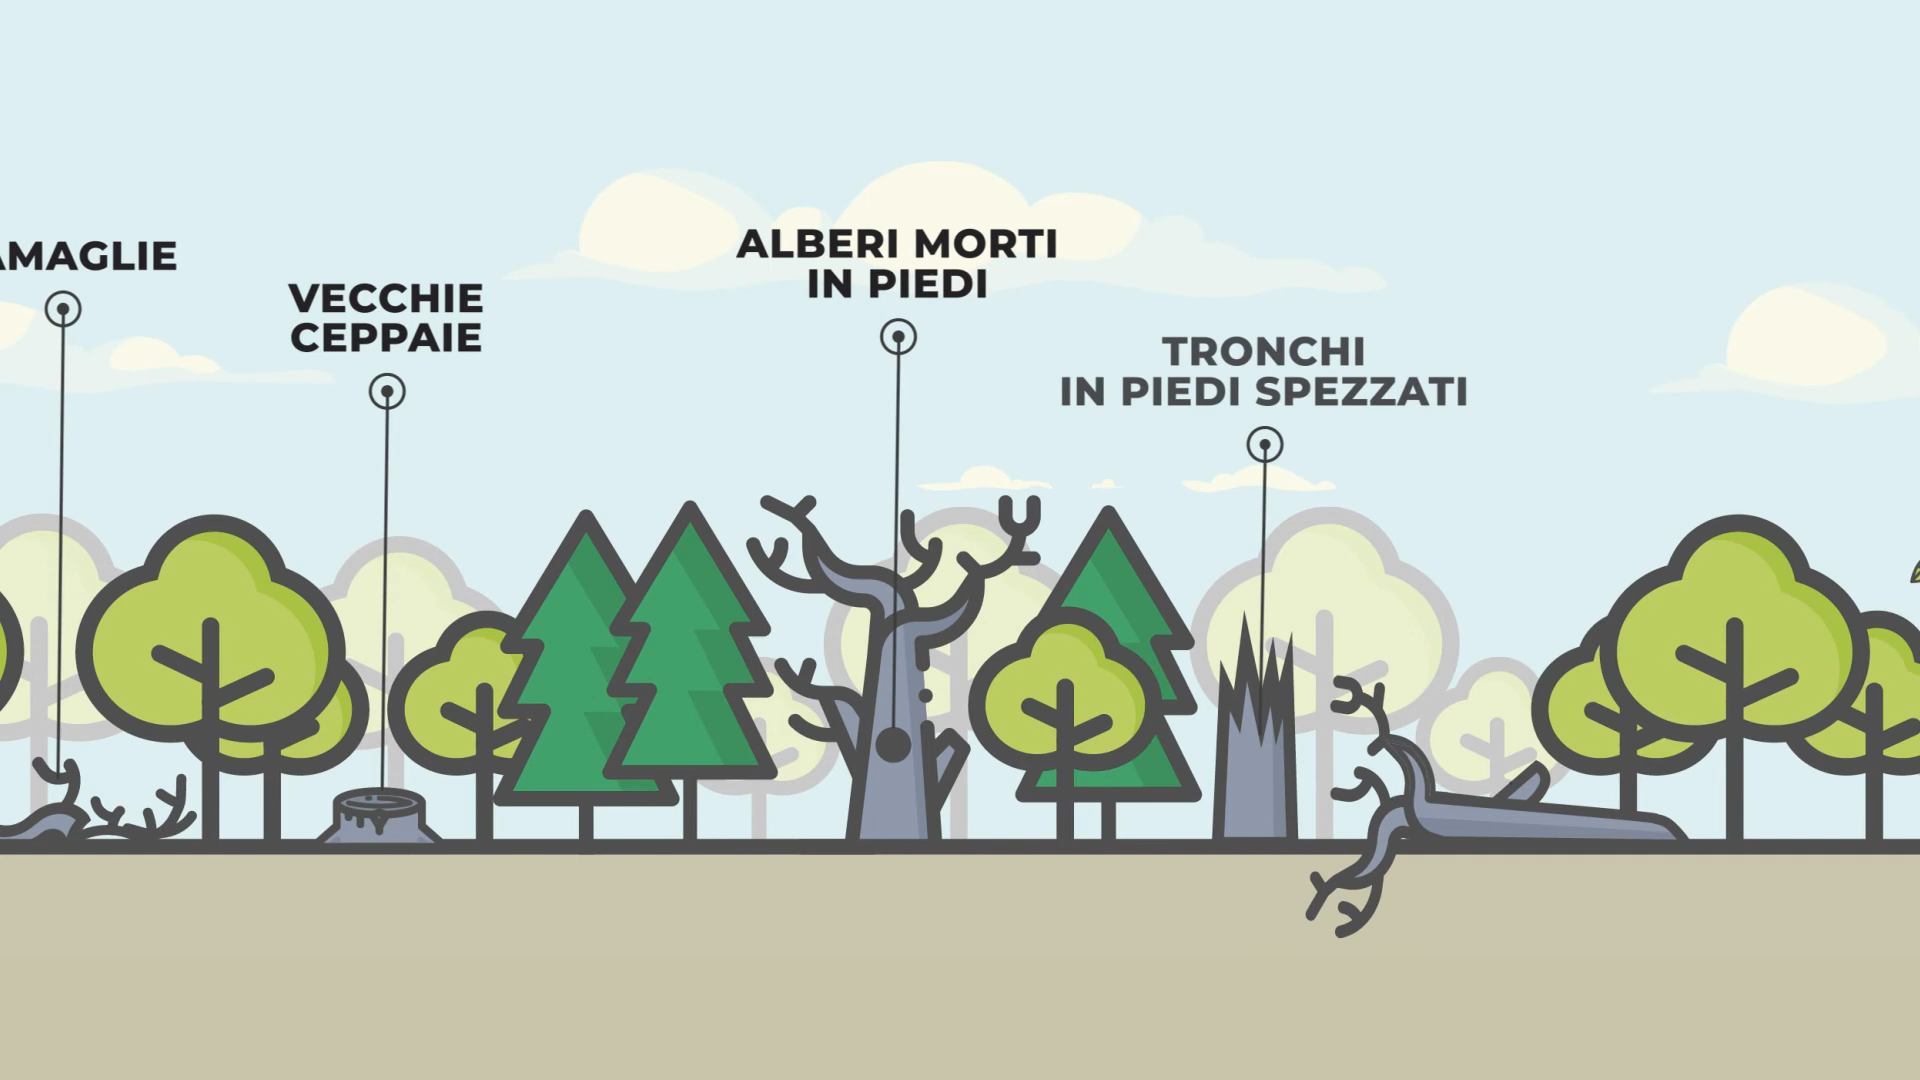 AMAGLIE
VECCHIE
CEPPAIE
ALBERI MORTI
IN PIEDI
TRONCHI
IN PIEDI SPEZZATI